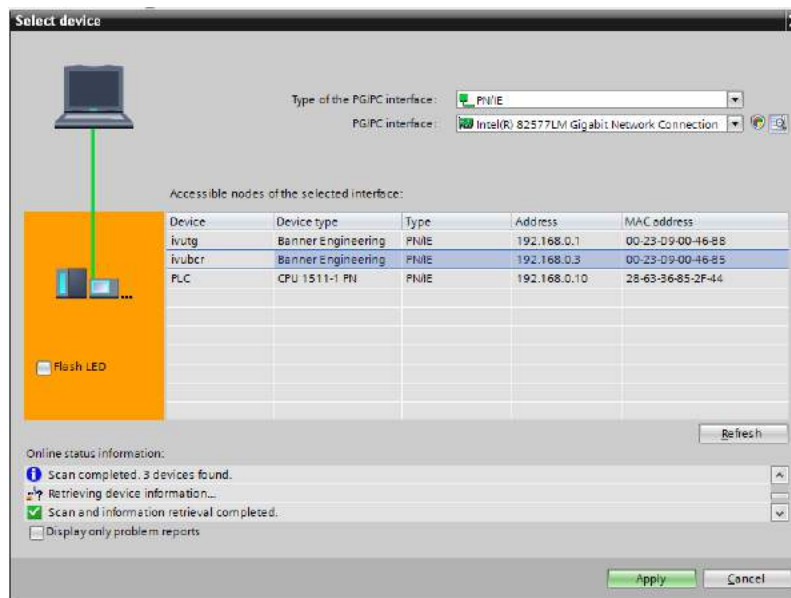 Select device
Type of the PG/PC interface: PN/IE
PG/PC interface: Intel(R) 82577LM Gigabit Network Connection
Accessible nodes of the selected interface:
Device Device type Type Address MAC address
ivutg Banner Engineering PN/IE 192.168.0.1 00-23-D9-00-46-B8
ivubcr Banner Engineering PN/IE 192.168.0.3 00-23-D9-00-46-B5
PLC CPU 1511-1 PN PN/IE 192.168.0.10 28-63-36-85-2F-44
Flash LED
Refresh
Online status information:
Scan completed. 3 devices found.
Retrieving device information...
Scan and information retrieval completed.
Display only problem reports
Apply Cancel